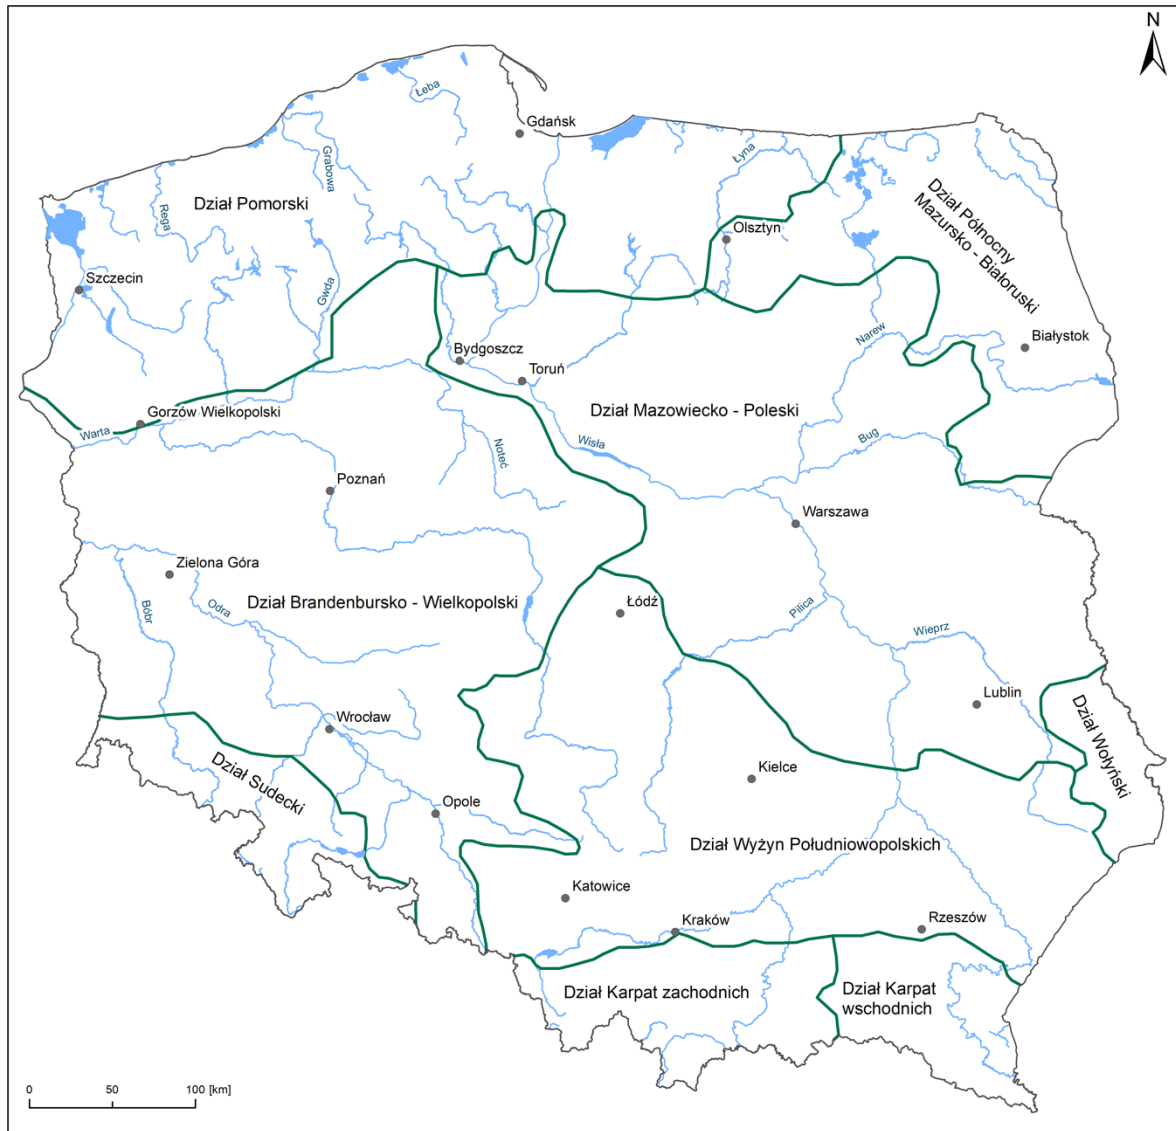 N
Łeba
Gdańsk
Grabowa
Łyna
Rega
Dział Pomorski
Dział Północny
Mazursko - Białoruski
Olsztyn
Szczecin
Gwda
Narew
Białystok
Bydgoszcz
Toruń
Gorzów Wielkopolski
Dział Mazowiecko - Poleski
Warta
Wisła
Bug
Noteć
Poznań
Warszawa
Zielona Góra
Bóbr
Odra
Dział Brandenbursko - Wielkopolski
Łódź
Pilica
Wieprz
Lublin
Wrocław
Dział Wołyński
Dział Sudecki
Kielce
Opole
Dział Wyżyn Południowopolskich
Katowice
Kraków
Rzeszów
Dział Karpat zachodnich
Dział Karpat
wschodnich
0 50 100 [km]